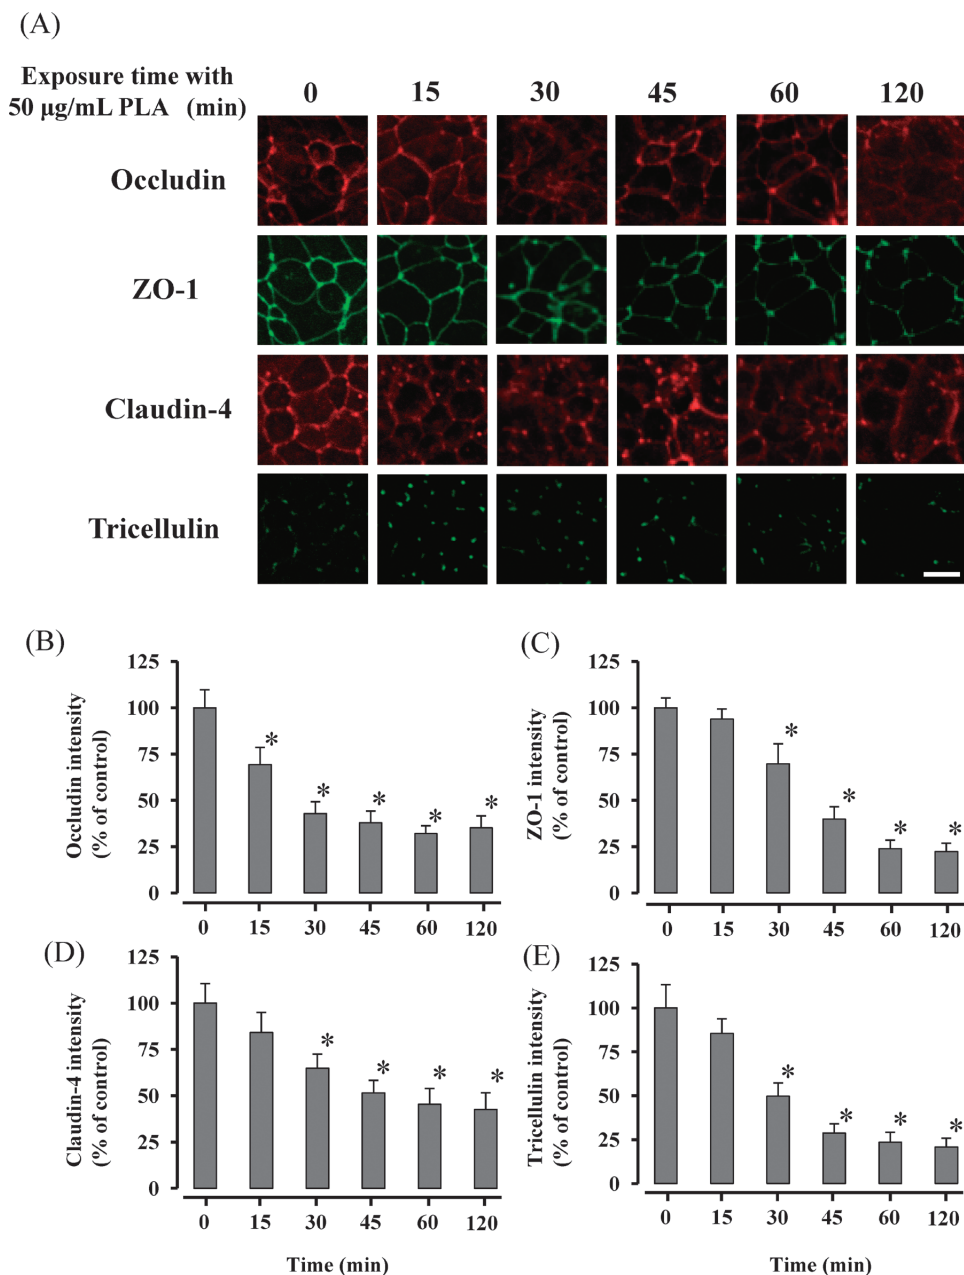 (A)
Exposure time with
50 μg/mL PLA (min)
0 15 30 45 60 120
Occludin
ZO-1
Claudin-4
Tricellulin
(B)
Occludin intensity
(% of control)
125
100
75
50
25
0
* * * * *
0 15 30 45 60 120
(C)
ZO-1 intensity
(% of control)
125
100
75
50
25
0
* * * *
0 15 30 45 60 120
(D)
Claudin-4 intensity
(% of control)
125
100
75
50
25
0
* * * *
0 15 30 45 60 120
Time (min)
(E)
Tricellulin intensity
(% of control)
125
100
75
50
25
0
* * * *
0 15 30 45 60 120
Time (min)